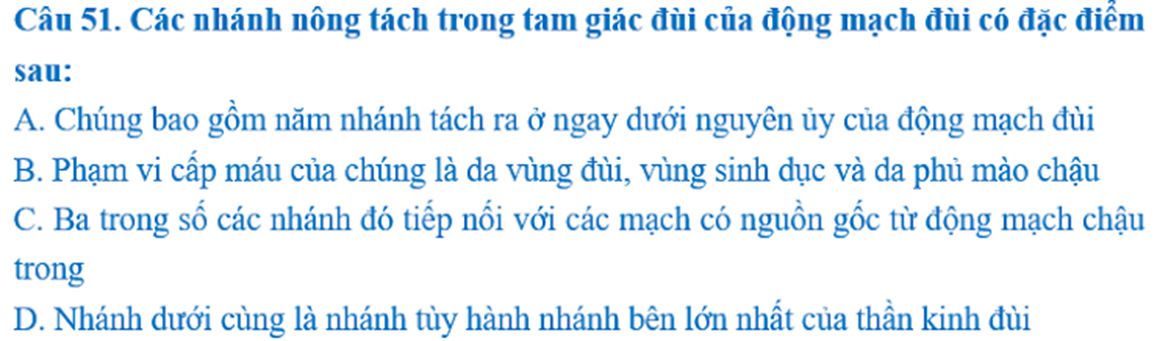 Câu 51. Các nhánh nông tách trong tam giác đùi của động mạch đùi có đặc điểm
sau:
A. Chúng bao gồm năm nhánh tách ra ở ngay dưới nguyên ủy của động mạch đùi
B. Phạm vi cấp máu của chúng là da vùng đùi, vùng sinh dục và da phủ mào chậu
C. Ba trong số các nhánh đó tiếp nối với các mạch có nguồn gốc từ động mạch chậu
trong
D. Nhánh dưới cùng là nhánh tùy hành nhánh bên lớn nhất của thần kinh đùi